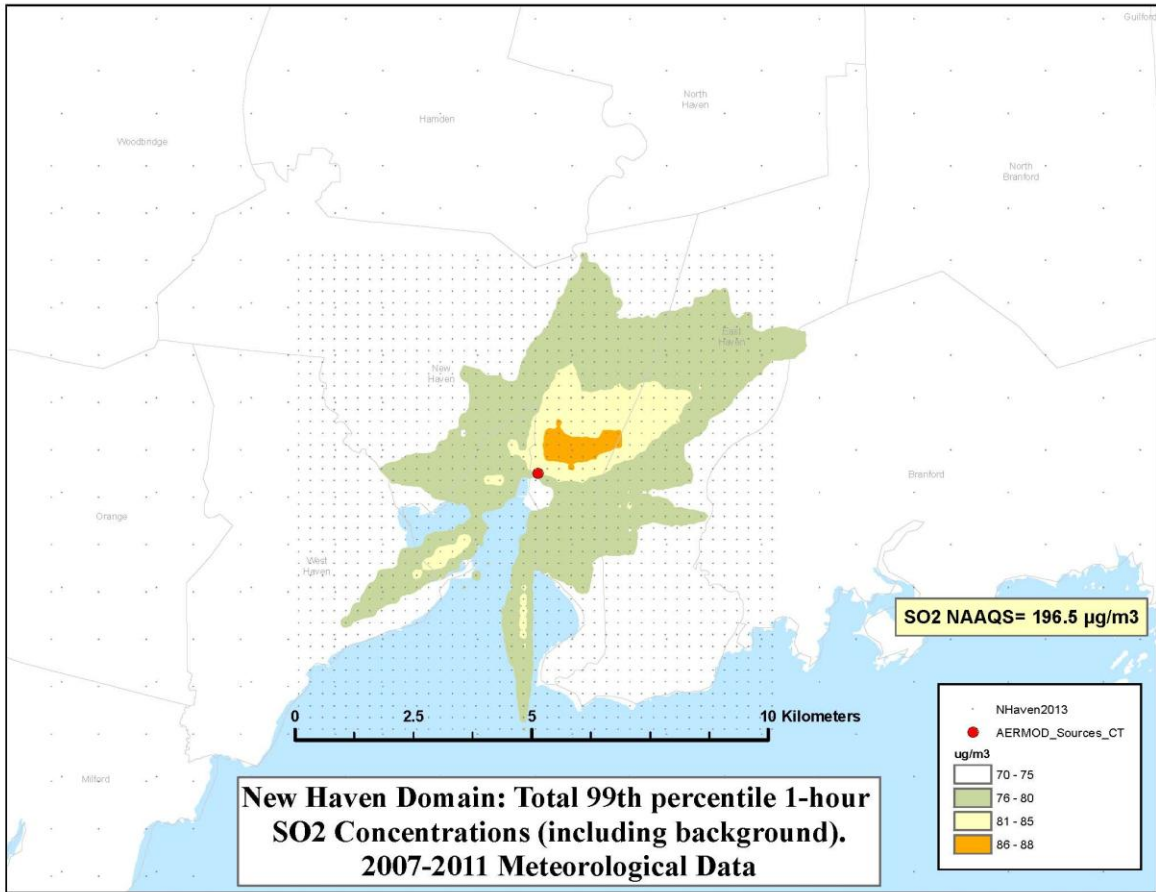 Guilford
North
Haven
Hamden
Woodbridge
North
Branford
East
Haven
New
Haven
Branford
Orange
West
Haven
SO2 NAAQS= 196.5 µg/m3
0 2.5 5 10 Kilometers
NHaven2013
AERMOD_Sources_CT
ug/m3
70 - 75
76 - 80
81 - 85
86 - 88
Milford
New Haven Domain: Total 99th percentile 1-hour
SO2 Concentrations (including background).
2007-2011 Meteorological Data